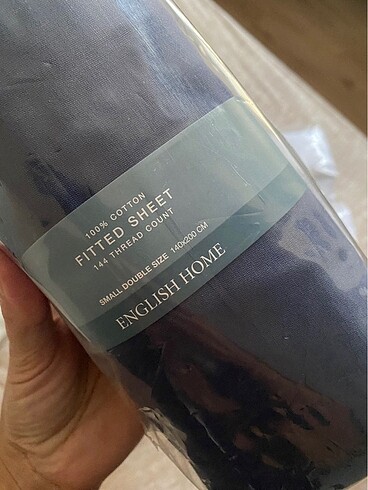 100% COTTON
FITTED SHEET
144 THREAD COUNT
SMALL DOUBLE SIZE 140x200 CM
ENGLISH HOME